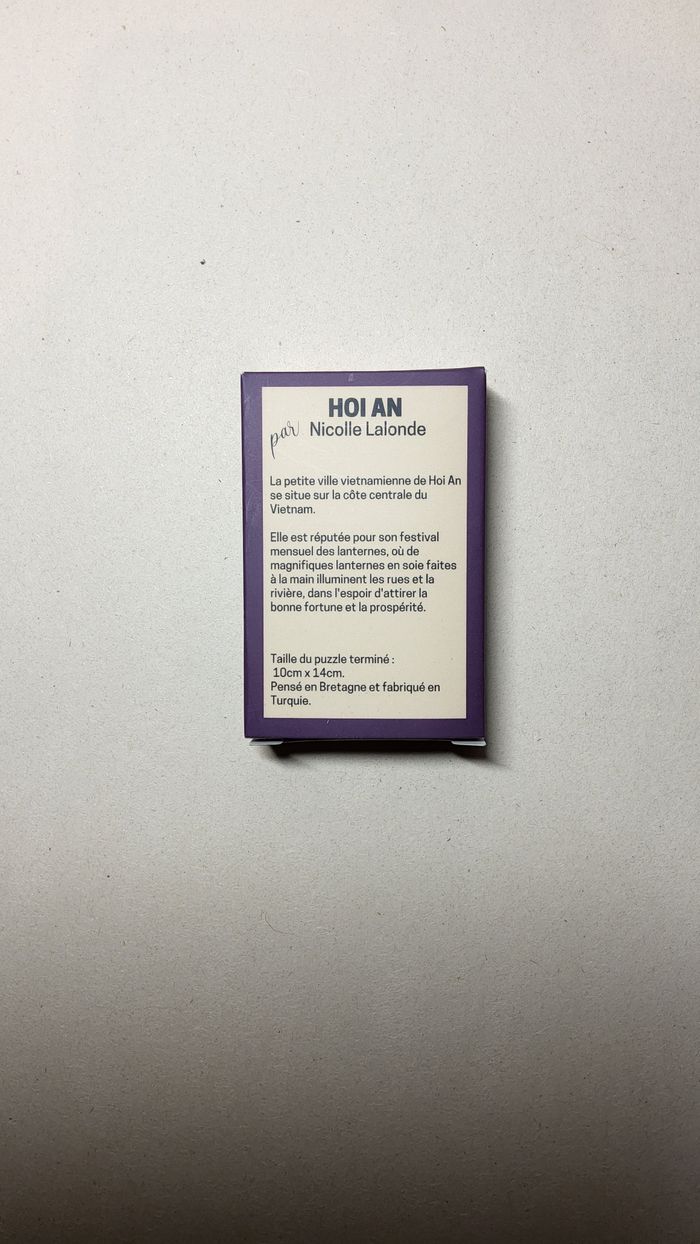 HOI AN
par Nicolle Lalonde
La petite ville vietnamienne de Hoi An
se situe sur la côte centrale du
Vietnam.
Elle est réputée pour son festival
mensuel des lanternes, où de
magnifiques lanternes en soie faites
à la main illuminent les rues et la
rivière, dans l'espoir d'attirer la
bonne fortune et la prospérité.
Taille du puzzle terminé :
10cm x 14cm.
Pensé en Bretagne et fabriqué en
Turquie.